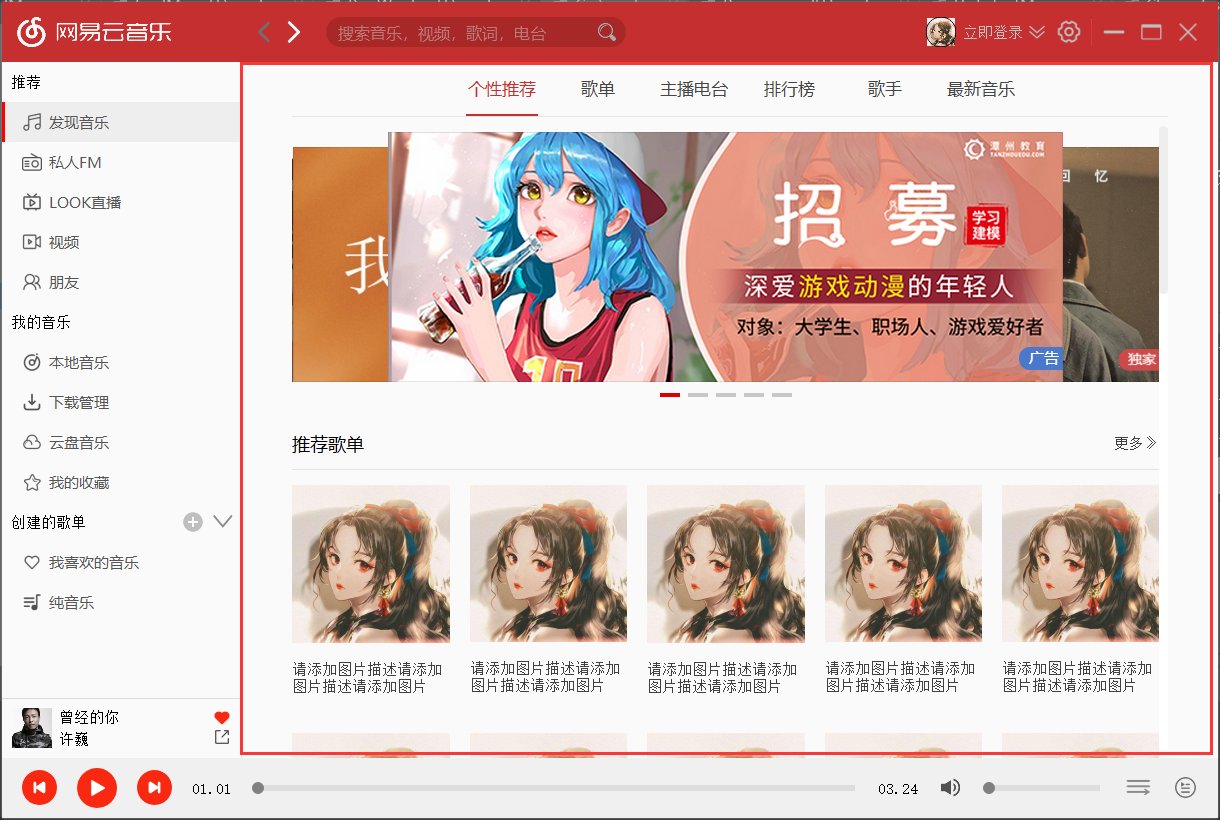 网易云音乐
搜索音乐，视频，歌词，电台
立即登录
推荐
发现音乐
私人FM
LOOK直播
视频
朋友
我的音乐
本地音乐
下载管理
云盘音乐
我的收藏
创建的歌单
我喜欢的音乐
纯音乐
曾经的你
许巍
个性推荐 歌单 主播电台 排行榜 歌手 最新音乐
我
潭州教育
TANZHOUEDU.COM
招募
学习
建模
深爱游戏动漫的年轻人
对象：大学生、职场人、游戏爱好者
广告
10
回 忆
独家
推荐歌单
更多
请添加图片描述请添加
图片描述请添加图片
请添加图片描述请添加
图片描述请添加图片
请添加图片描述请添加
图片描述请添加图片
请添加图片描述请添加
图片描述请添加图片
请添加图片描述请添加
图片描述请添加图片
01.01
03.24